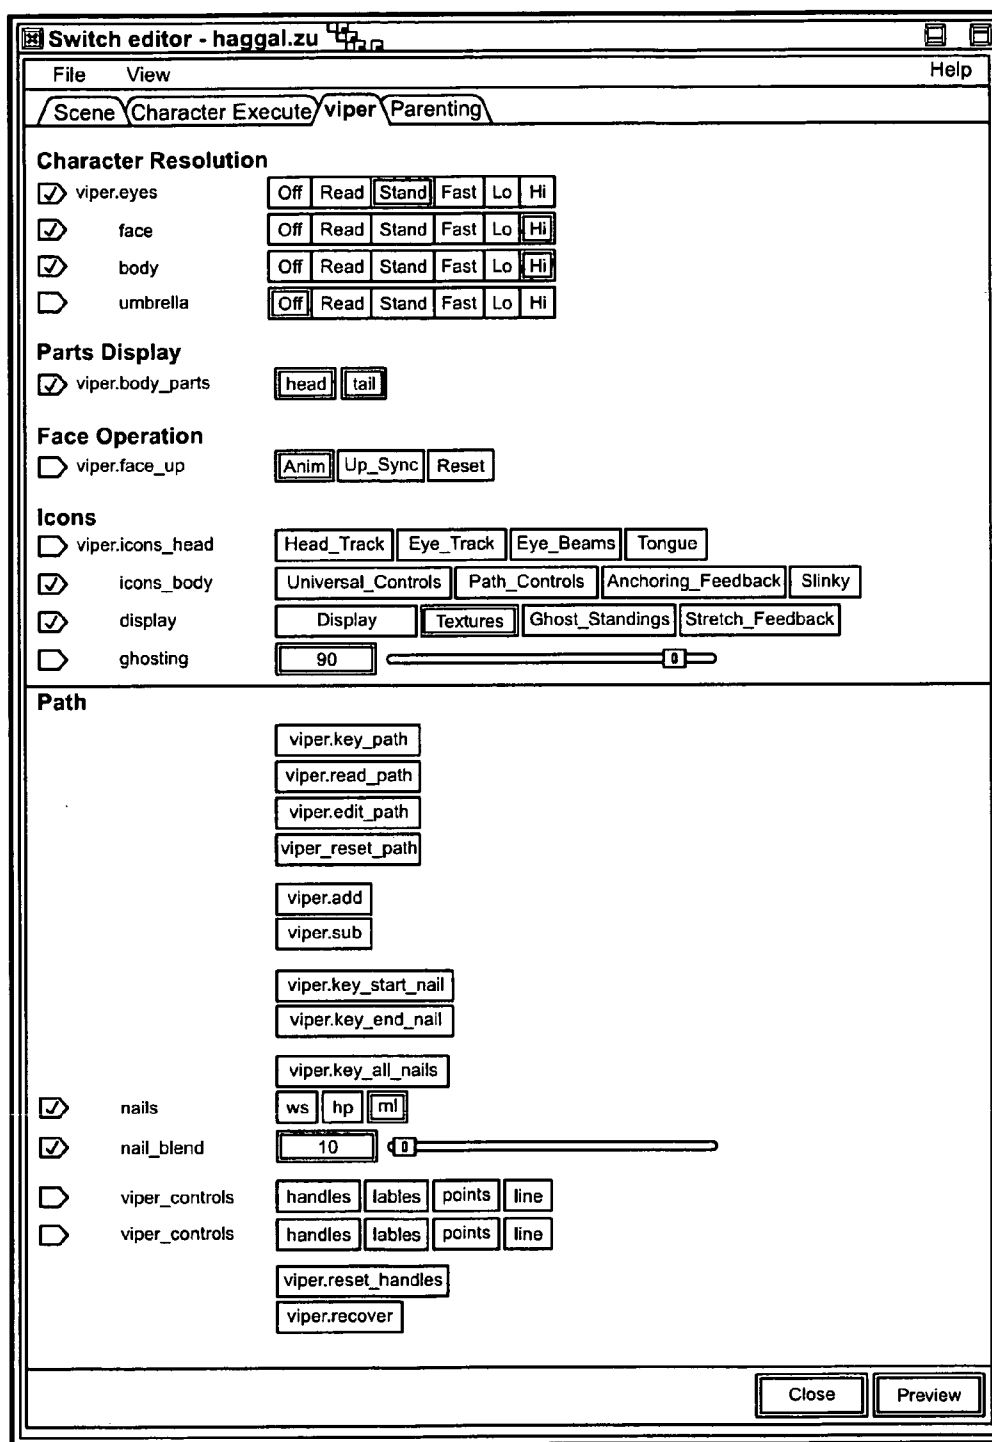 Switch editor - haggal.zu
File View Help
Scene Character Execute viper Parenting
Character Resolution
viper.eyes Off Read Stand Fast Lo Hi
face Off Read Stand Fast Lo Hi
body Off Read Stand Fast Lo Hi
umbrella Off Read Stand Fast Lo Hi
Parts Display
viper.body_parts head tail
Face Operation
viper.face_up Anim Up_Sync Reset
Icons
viper.icons_head Head_Track Eye_Track Eye_Beams Tongue
icons_body Universal_Controls Path_Controls Anchoring_Feedback Slinky
display Display Textures Ghost_Standings Stretch_Feedback
ghosting 90 0
Path
viper.key_path
viper.read_path
viper.edit_path
viper_reset_path
viper.add
viper.sub
viper.key_start_nail
viper.key_end_nail
viper.key_all_nails
nails ws hp ml
nail_blend 10 0
viper_controls handles lables points line
viper_controls handles lables points line
viper.reset_handles
viper.recover
Close Preview